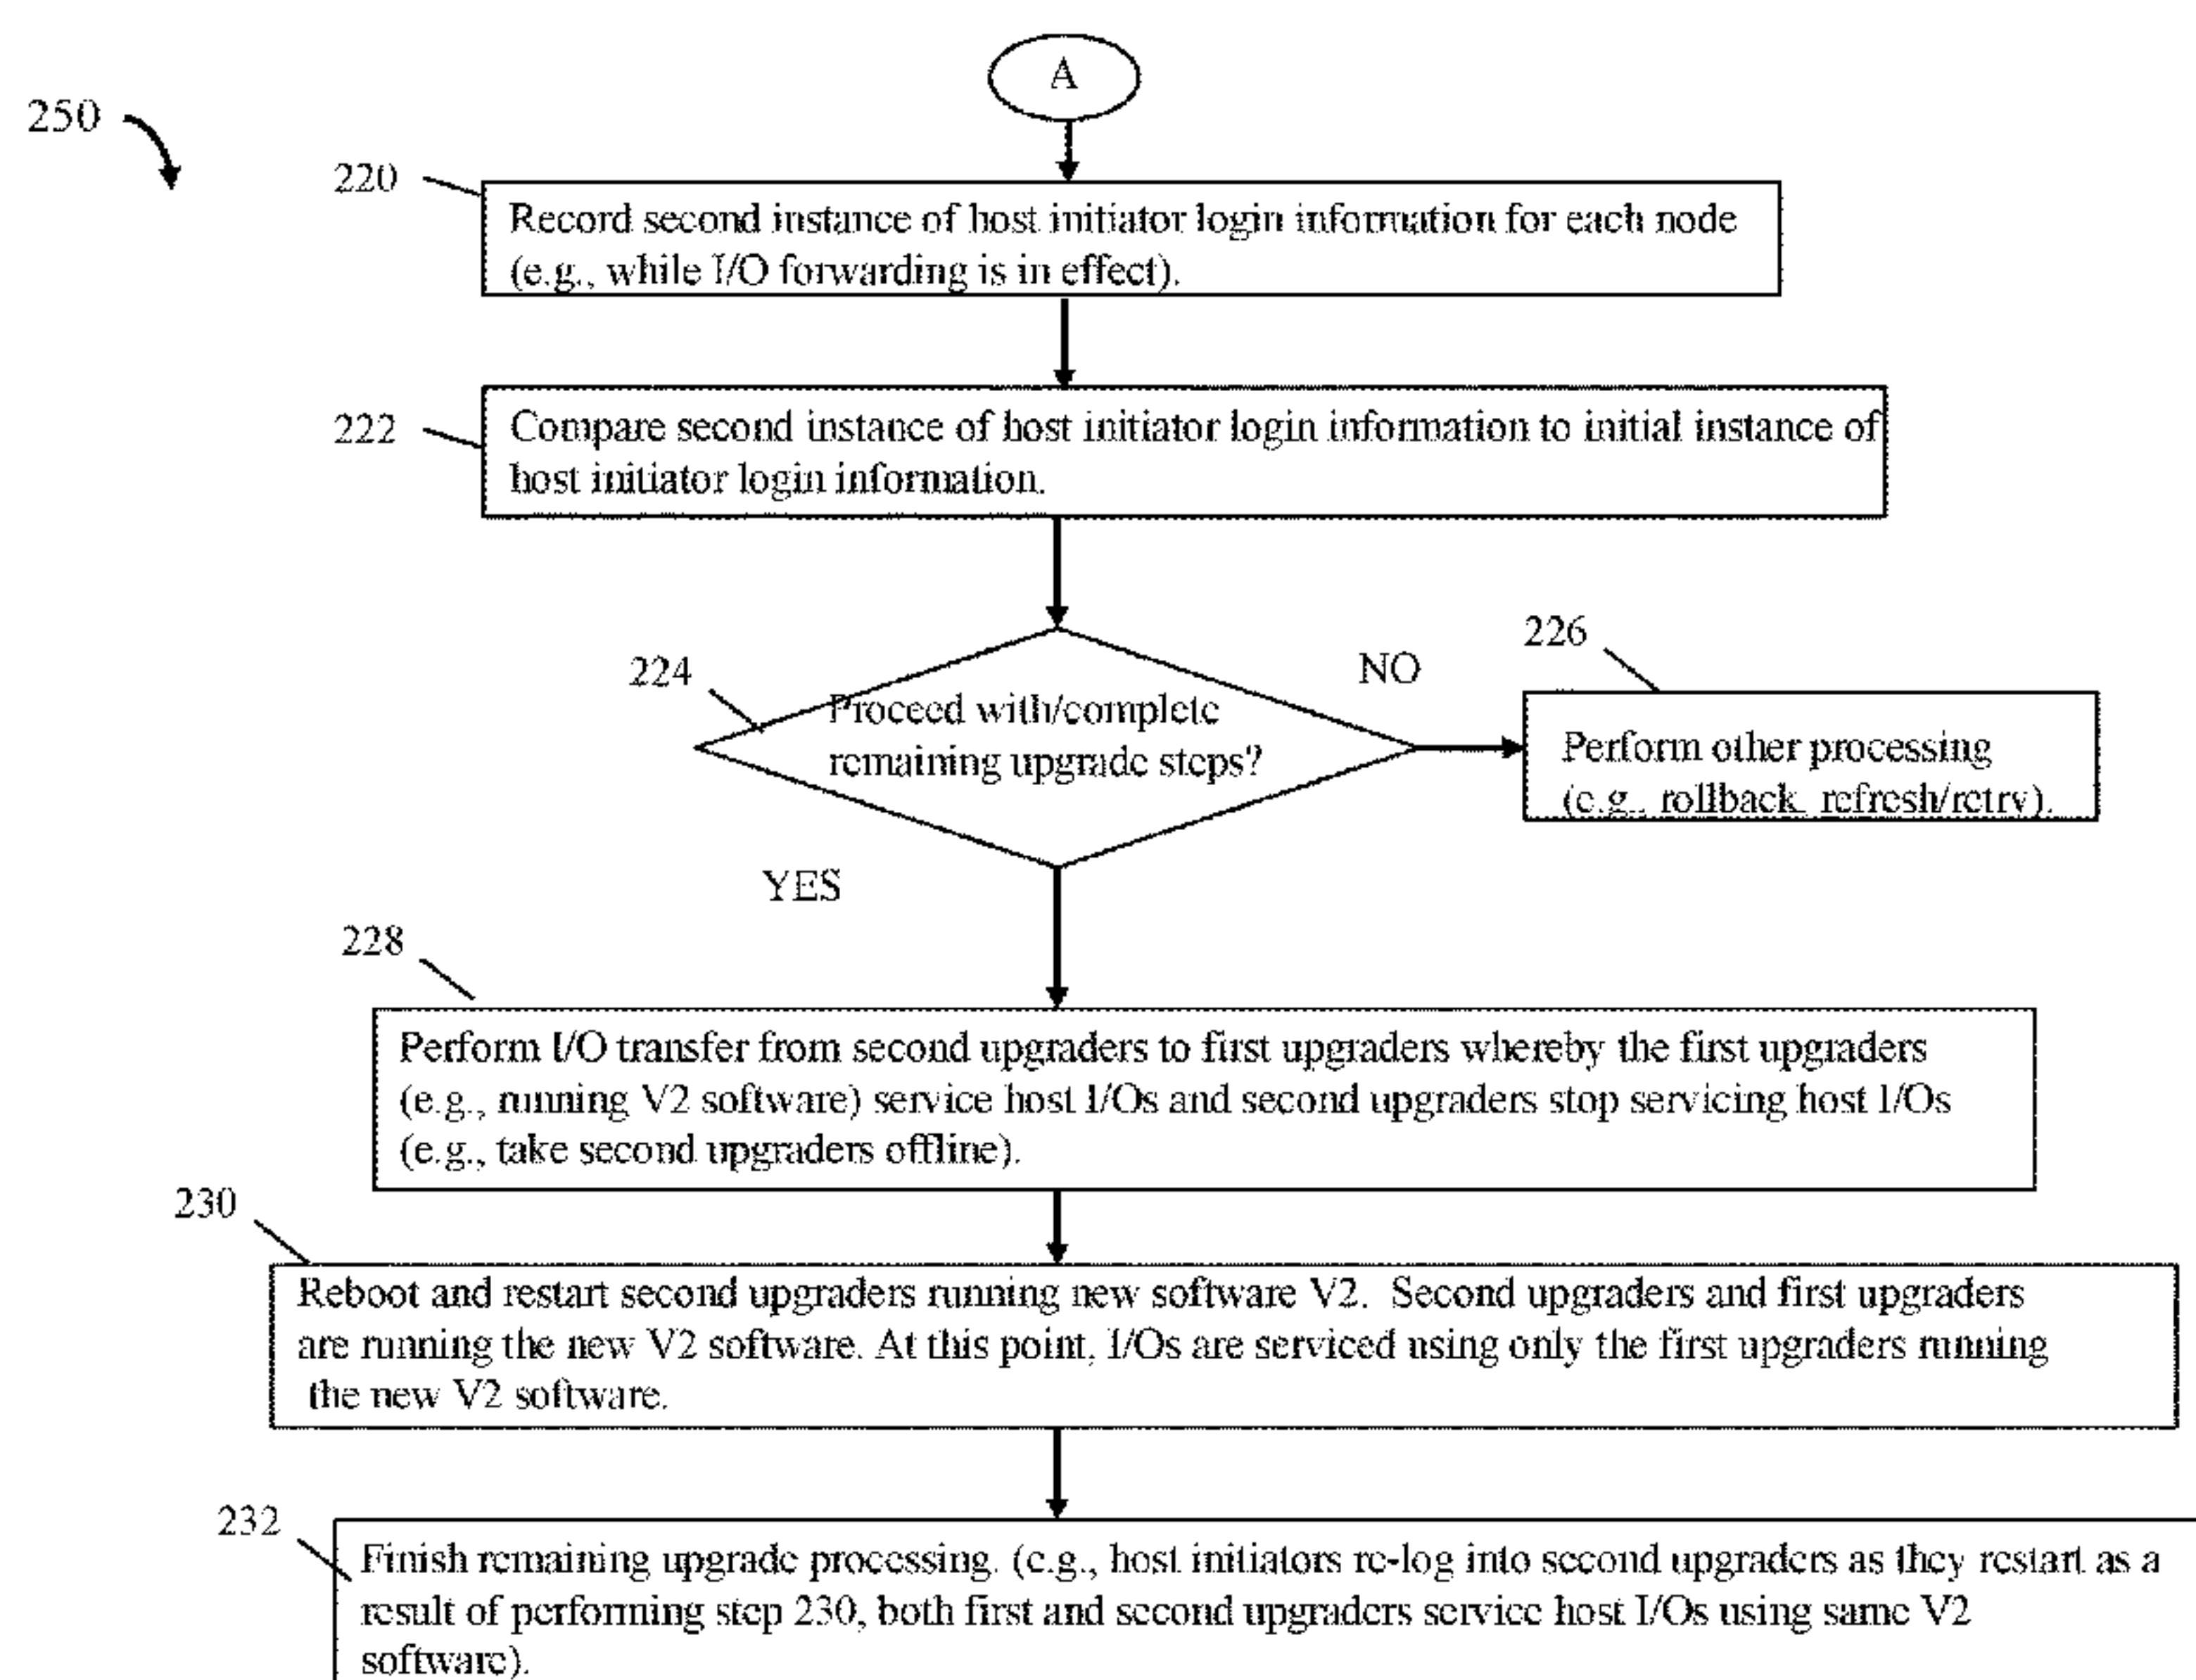 A
250
220
Record second instance of host initiator login information for each node
(e.g., while I/O forwarding is in effect).
222
Compare second instance of host initiator login information to initial instance of
host initiator login information.
226
224
NO
Proceed with/complete
remaining upgrade steps?
Perform other processing
(e.g., rollback, refresh/retry).
YES
228
Perform I/O transfer from second upgraders to first upgraders whereby the first upgraders
(e.g., running V2 software) service host I/Os and second upgraders stop servicing host I/Os
(e.g., take second upgraders offline).
230
Reboot and restart second upgraders running new software V2. Second upgraders and first upgraders
are running the new V2 software. At this point, I/Os are serviced using only the first upgraders running
the new V2 software.
232
Finish remaining upgrade processing. (e.g., host initiators re-log into second upgraders as they restart as a
result of performing step 230, both first and second upgraders service host I/Os using same V2
software).